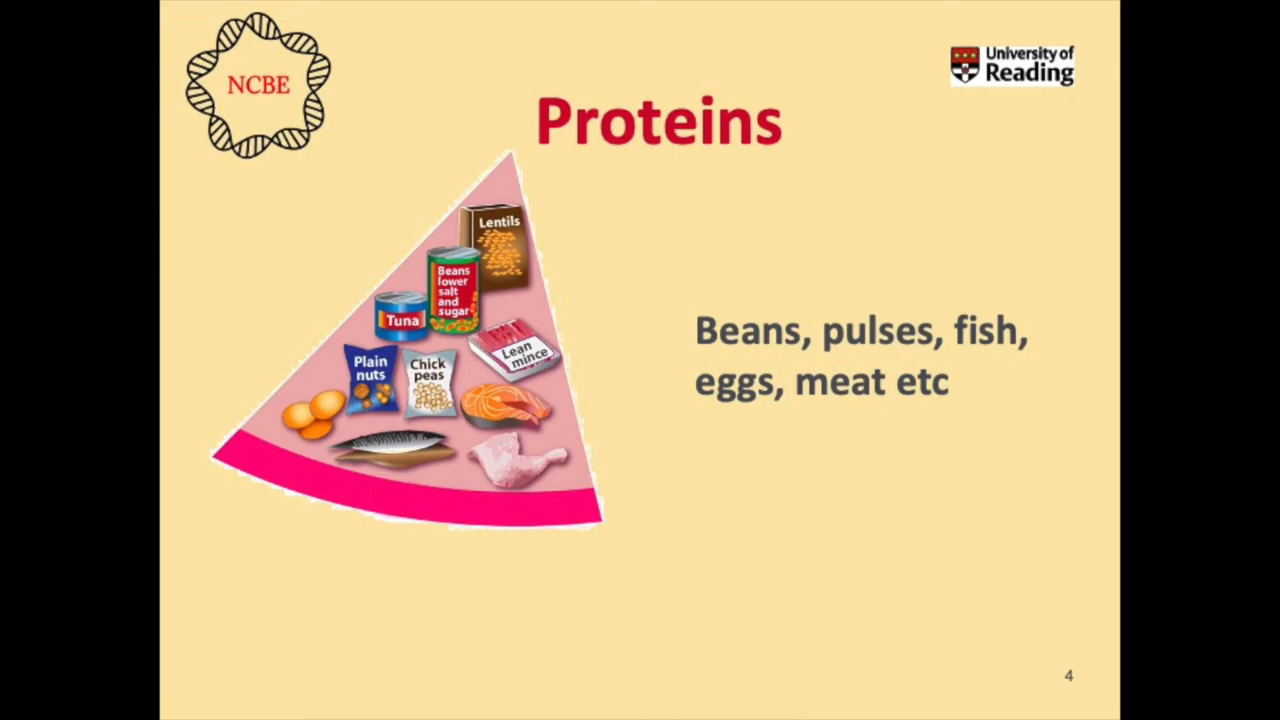 NCBE
University of
Reading
Proteins
Lentils
Beans
lower
salt
and
sugar
Tuna
Lean
mince
Plain
nuts
Chick
peas
Beans, pulses, fish,
eggs, meat etc
4